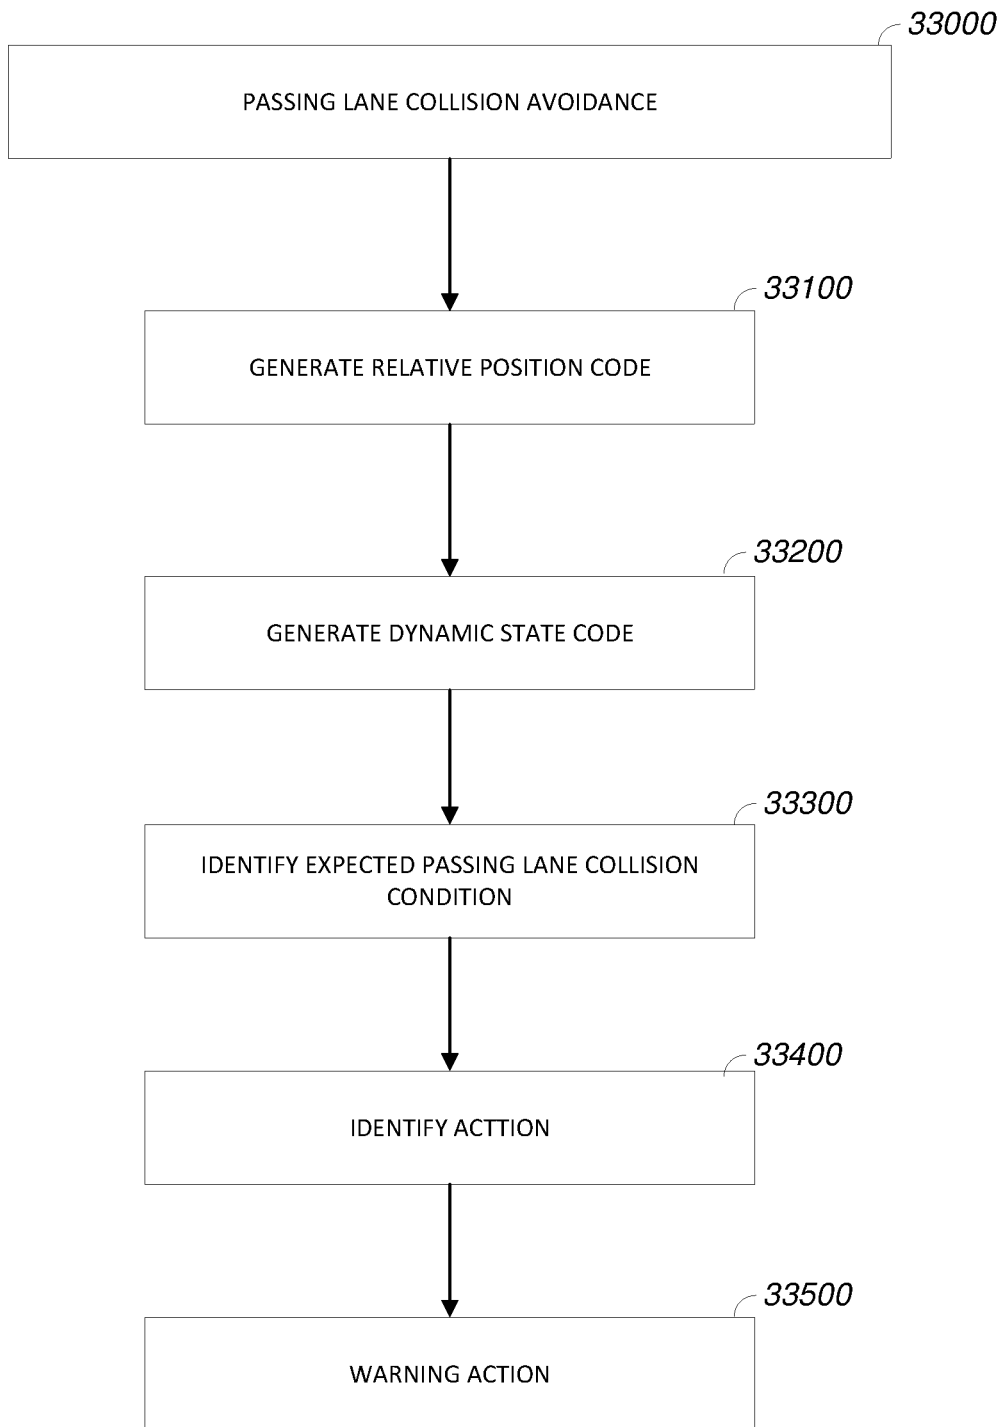 33000
PASSING LANE COLLISION AVOIDANCE
33100
GENERATE RELATIVE POSITION CODE
33200
GENERATE DYNAMIC STATE CODE
33300
IDENTIFY EXPECTED PASSING LANE COLLISION
CONDITION
33400
IDENTIFY ACTTION
33500
WARNING ACTION